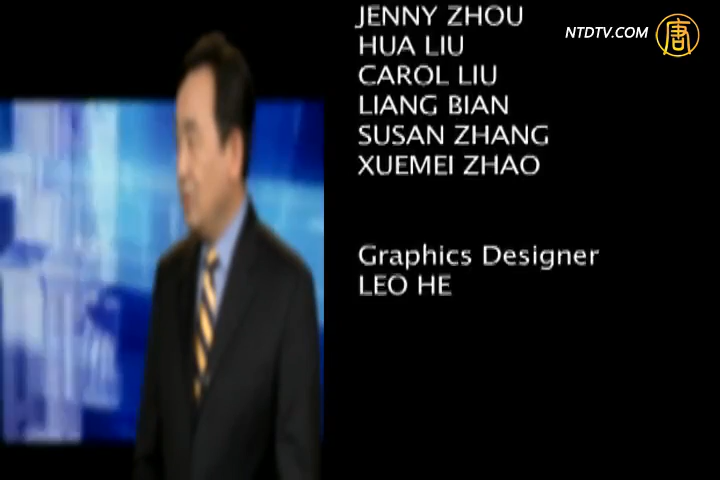 JENNY ZHOU
HUA LIU
CAROL LIU
LIANG BIAN
SUSAN ZHANG
XUEMEI ZHAO
Graphics Designer
LEO HE
NTDTV.COM 唐